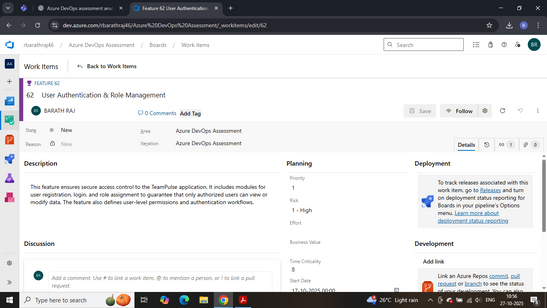 Azure DevOps assessment and
Feature 62 User Authentication
dev.azure.com/rbarathraj46/Azure%20DevOps%20Assessment/_workitems/edit/62
rbarathraj46 / Azure DevOps Assessment / Boards / Work items
Search
BR
AA
Work Items
Back to Work Items
FEATURE 62
62 User Authentication & Role Management
BR BARATH RAJ
0 Comments Add Tag
Save Follow
State New
Area Azure DevOps Assessment
Reason New
Iteration Azure DevOps Assessment
Details 1 0
Description
This feature ensures secure access to the TeamPulse application. It includes modules for
user registration, login, and role assignment to guarantee that only authorized users can view or
modify data. The feature also defines user-level permissions and authentication workflows.
Discussion
BR
Add a comment. Use # to link a work item, @ to mention a person, or ! to link a pull
request.
Planning
Priority
1
Risk
1 - High
Effort
Business Value
Time Criticality
8
Start Date
17-10-2025 00:00
Deployment
To track releases associated with this
work item, go to Releases and turn
on deployment status reporting for
Boards in your pipeline's Options
menu. Learn more about
deployment status reporting
Development
Add link
Link an Azure Repos commit, pull
request or branch to see the status
of your development. You can also
Type here to search
26°C Light rain
ENG
10:56
27-10-2025